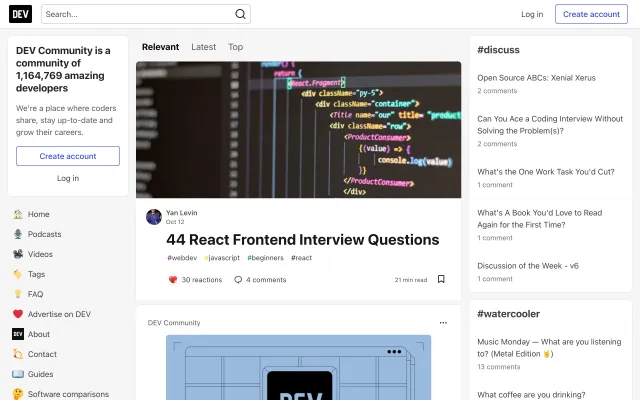 DEV
Search...
Log in
Create account
DEV Community is a
community of
1,164,769 amazing
developers
We're a place where coders
share, stay up-to-date and
grow their careers.
Create account
Log in
Home
Podcasts
Videos
Tags
FAQ
Advertise on DEV
DEV
About
Contact
Guides
Software comparisons
Relevant
Latest
Top
return (
<React.Fragment>
<div className="py-5">
<div className="container">
<Title name="our" title= "product
<div className="row">
<ProductConsumer>
{(value) => {
console.log(value)
}}
</ProductConsumer>
</div>
Yan Levin
Oct 12
44 React Frontend Interview Questions
#webdev #javascript #beginners #react
30 reactions
4 comments
21 min read
DEV Community
DEV
#discuss
Open Source ABCs: Xenial Xerus
2 comments
Can You Ace a Coding Interview Without
Solving the Problem(s)?
2 comments
What's the One Work Task You'd Cut?
1 comment
What's A Book You'd Love to Read
Again for the First Time?
1 comment
Discussion of the Week - v6
1 comment
#watercooler
Music Monday — What are you listening
to? (Metal Edition 🤘)
13 comments
What coffee are you drinking?